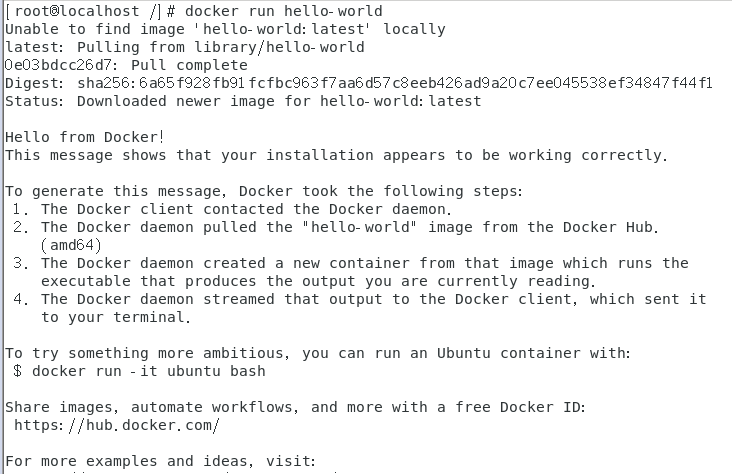 [root@localhost /]# docker run hello-world
Unable to find image 'hello-world:latest' locally
latest: Pulling from library/hello-world
0e03bdcc26d7: Pull complete
Digest: sha256:6a65f928fb91fcfbc963f7aa6d57c8eeb426ad9a20c7ee045538ef34847f44f1
Status: Downloaded newer image for hello-world:latest

Hello from Docker!
This message shows that your installation appears to be working correctly.

To generate this message, Docker took the following steps:
 1. The Docker client contacted the Docker daemon.
 2. The Docker daemon pulled the "hello-world" image from the Docker Hub.
    (amd64)
 3. The Docker daemon created a new container from that image which runs the
    executable that produces the output you are currently reading.
 4. The Docker daemon streamed that output to the Docker client, which sent it
    to your terminal.

To try something more ambitious, you can run an Ubuntu container with:
 $ docker run -it ubuntu bash

Share images, automate workflows, and more with a free Docker ID:
 https://hub.docker.com/

For more examples and ideas, visit: